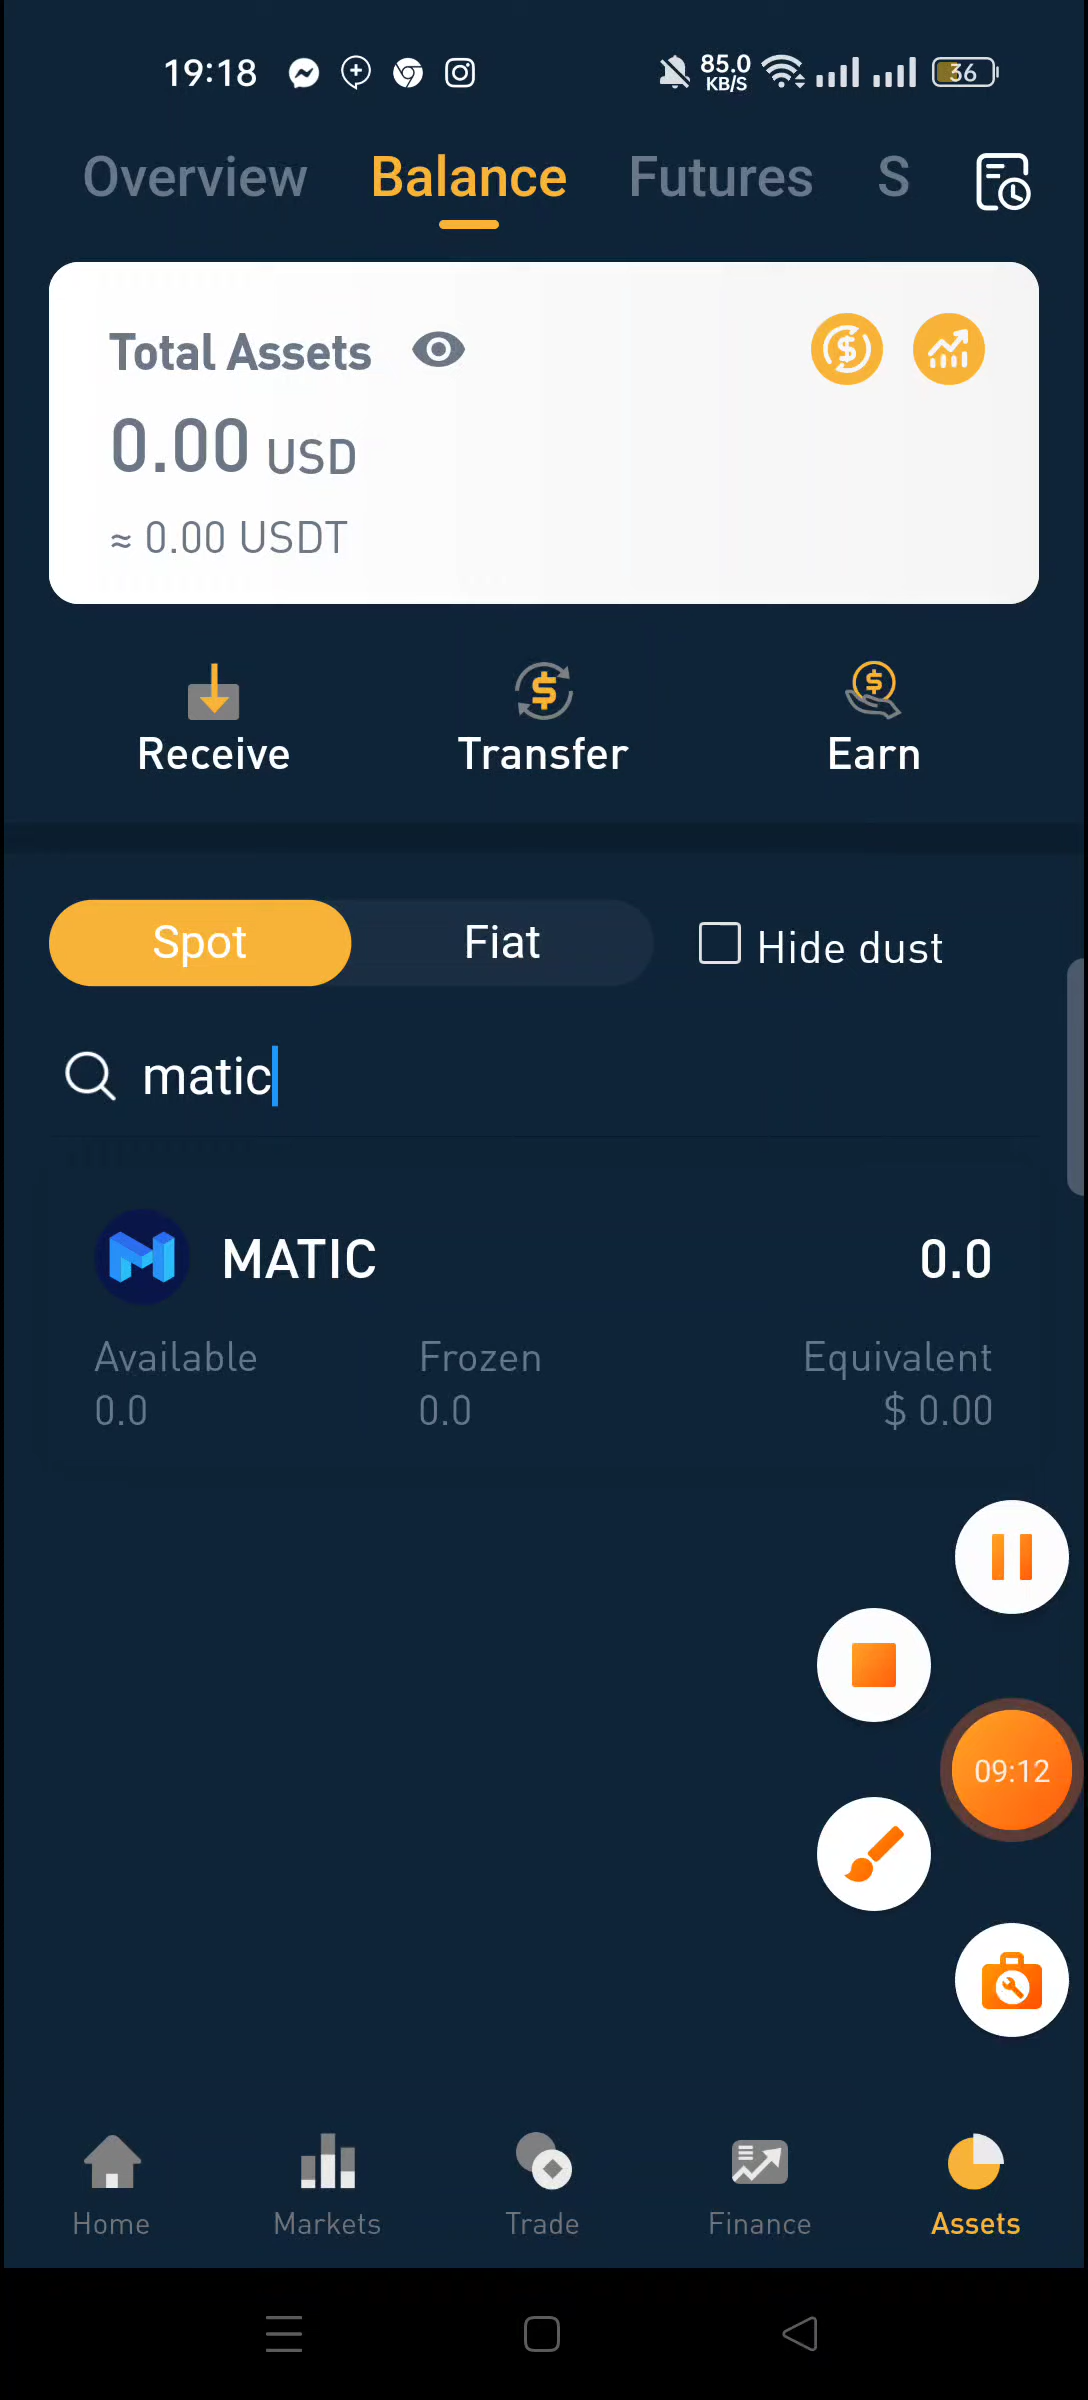 19:18 85.0 KB/S 36
Overview Balance Futures S
Total Assets
0.00 USD
≈ 0.00 USDT
Receive Transfer Earn
Spot Fiat Hide dust
matic
MATIC 0.0
Available Frozen Equivalent
0.0 0.0 $ 0.00
09:12
Home Markets Trade Finance Assets